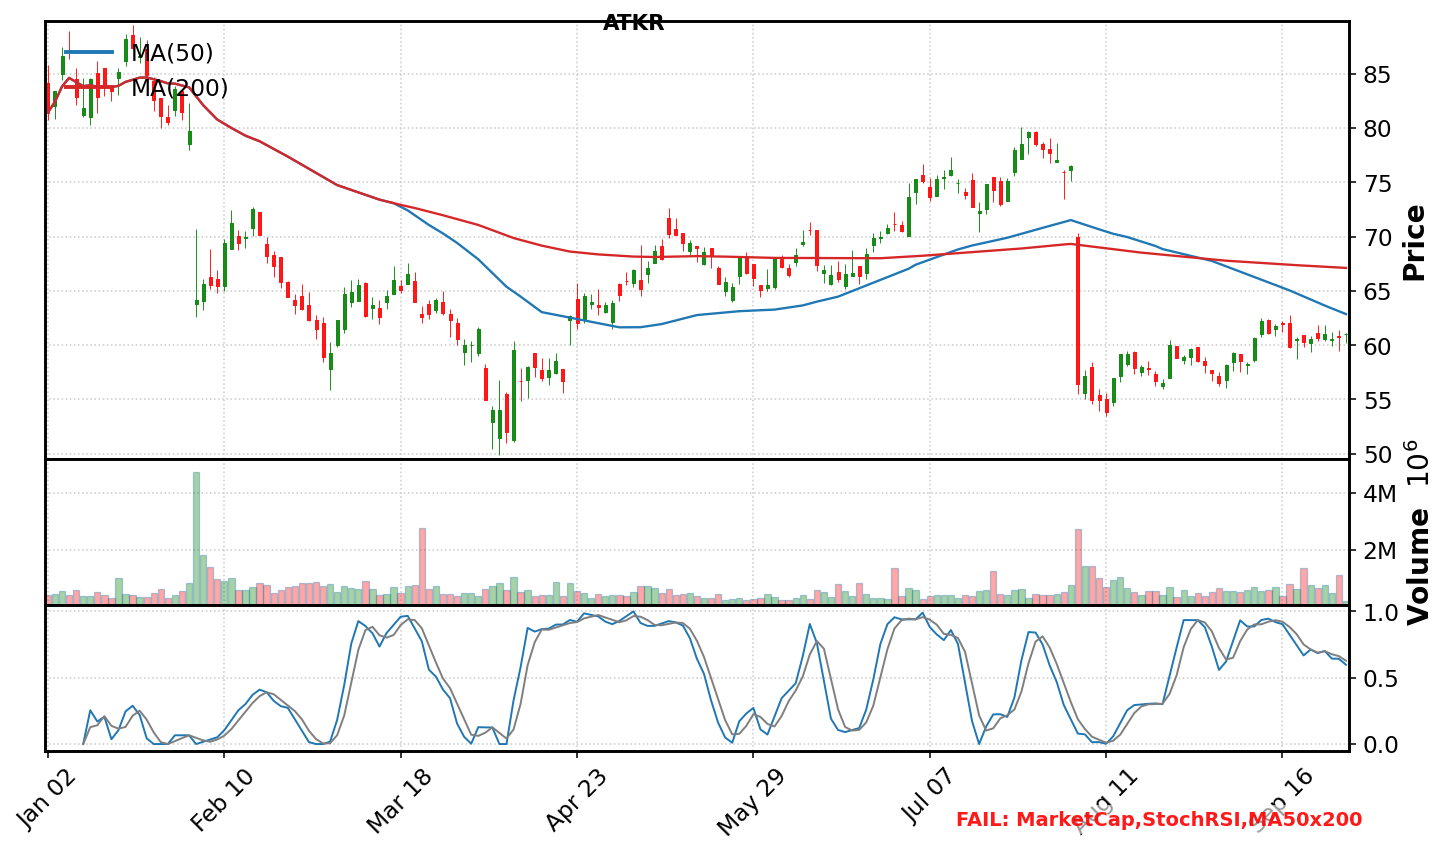 ATKR
MA(50)
MA(200)
85
80
75
70
65
60
55
50
Price
4M
2M
Volume 10^6
1.0
0.5
0.0
Jan 02
Feb 10
Mar 18
Apr 23
May 29
Jul 07
Aug 11
Sep 16
FAIL: MarketCap,StochRSI,MA50x200